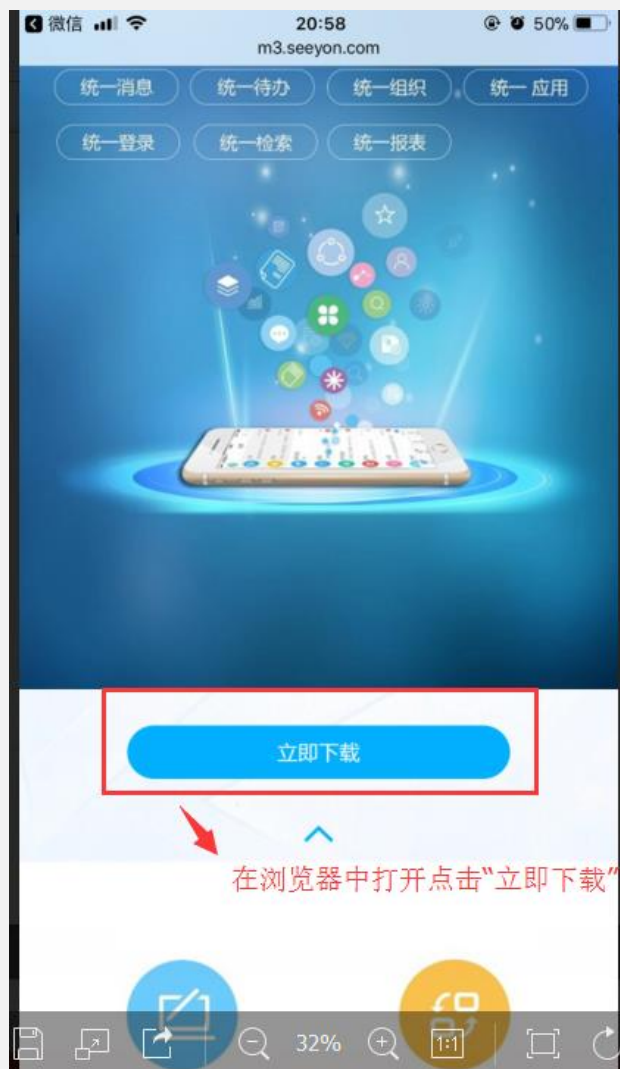 微信 20:58 50%
m3.seeyon.com
统一消息 统一待办 统一组织 统一 应用
统一登录 统一检索 统一报表
立即下载
在浏览器中打开点击“立即下载”
32% 1:1